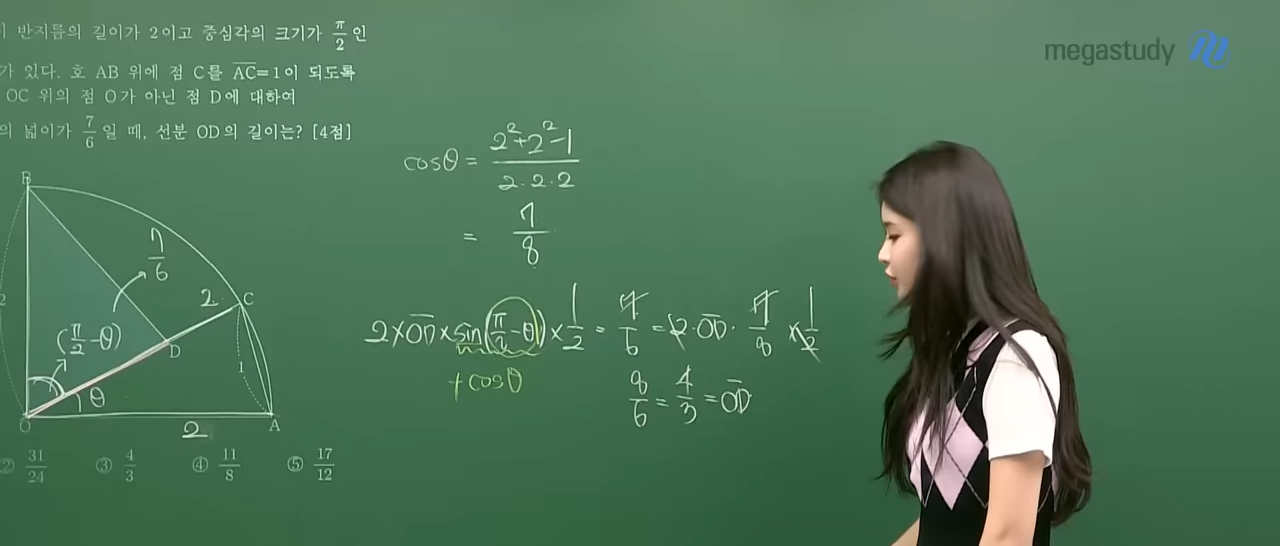 반지름의 길이가 2이고 중심각의 크기가 π/2 인
가 있다. 호 AB 위에 점 C를 AC̅=1이 되도록
OC 위의 점 O가 아닌 점 D에 대하여
의 넓이가 7/6 일 때, 선분 OD의 길이는? [4점]
megastudy
cosθ = (2²+2²-1)/(2·2·2)
= 7/8
2×OD̅×sin(π/2-θ)×1/2 = 7/6 = 2·OD̅·7/8×1/2
+cosθ
8/6 = 4/3 = OD̅
B
7/6
2
2
C
(π/2-θ)
D
1
θ
O
2
A
② 31/24 ③ 4/3 ④ 11/8 ⑤ 17/12